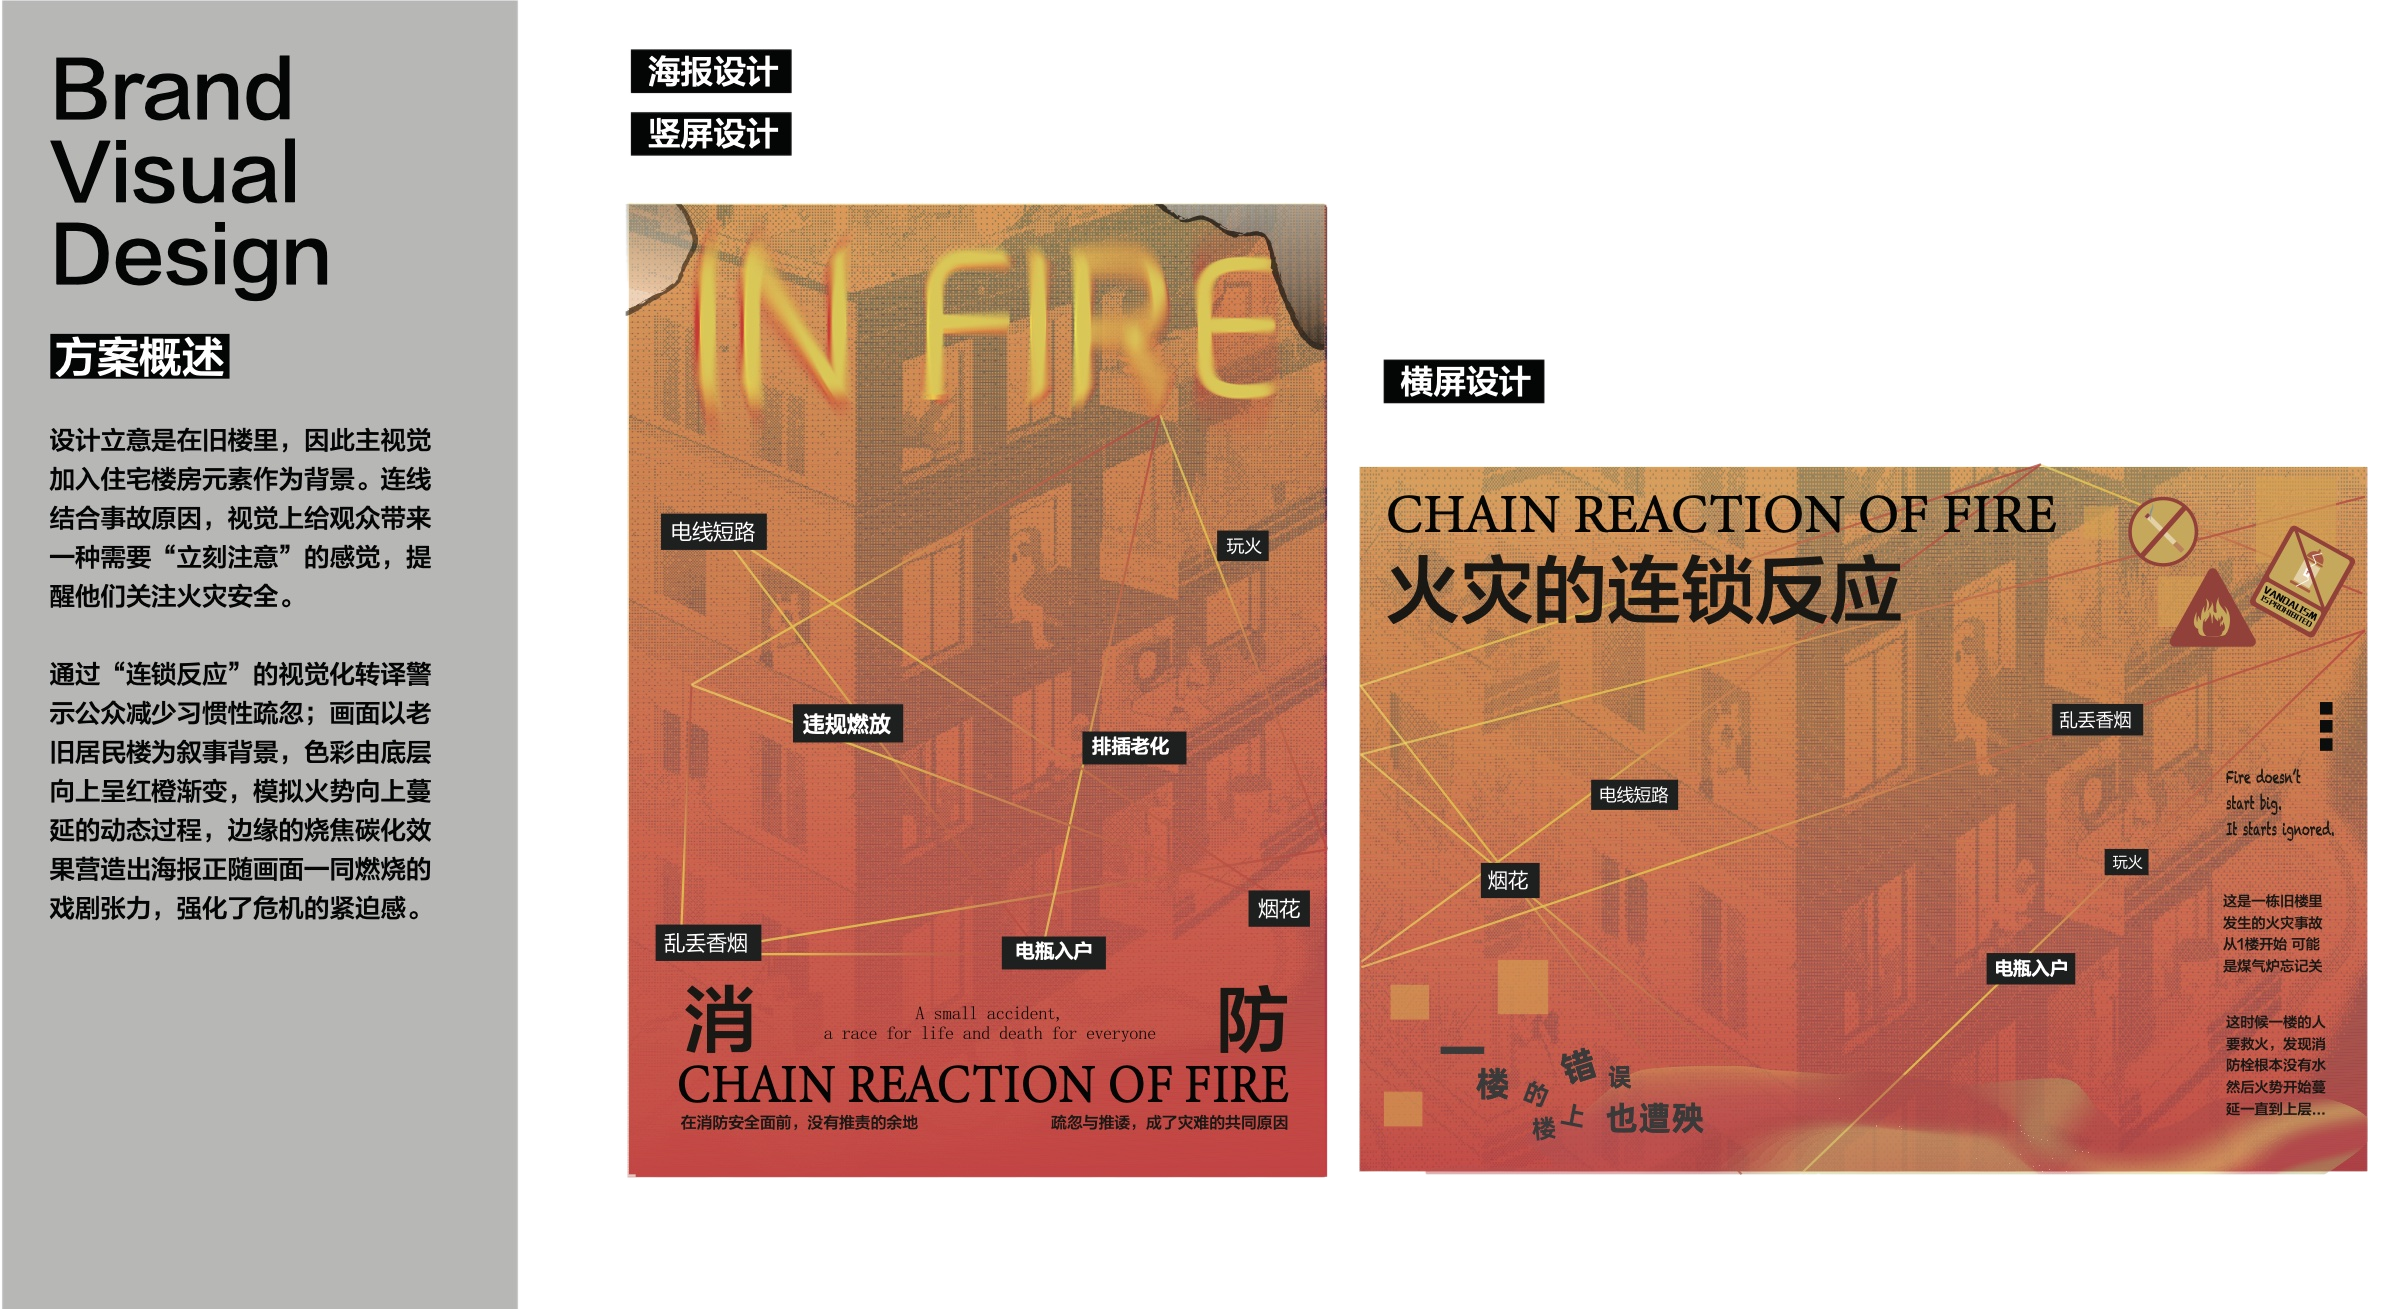 Brand
Visual
Design
方案概述
设计立意是在旧楼里，因此主视觉
加入住宅楼房元素作为背景。连线
结合事故原因，视觉上给观众带来
一种需要“立刻注意”的感觉，提
醒他们关注火灾安全。
通过“连锁反应”的视觉化转译警
示公众减少习惯性疏忽；画面以老
旧居民楼为叙事背景，色彩由底层
向上呈红橙渐变，模拟火势向上蔓
延的动态过程，边缘的烧焦碳化效
果营造出海报正随画面一同燃烧的
戏剧张力，强化了危机的紧迫感。
海报设计
竖屏设计
IN FIRE
电线短路
玩火
违规燃放
排插老化
烟花
乱丢香烟
电瓶入户
消 防
A small accident,
a race for life and death for everyone
CHAIN REACTION OF FIRE
在消防安全面前，没有推责的余地
疏忽与推诿，成了灾难的共同原因
横屏设计
CHAIN REACTION OF FIRE
火灾的连锁反应
VANDALISM
IS PROHIBITED
乱丢香烟
Fire doesn't
start big.
It starts ignored.
电线短路
玩火
烟花
这是一栋旧楼里
发生的火灾事故
从1楼开始 可能
是煤气炉忘记关
电瓶入户
这时候一楼的人
要救火，发现消
防栓根本没有水
然后火势开始蔓
延一直到上层...
一楼的错误
楼上也遭殃